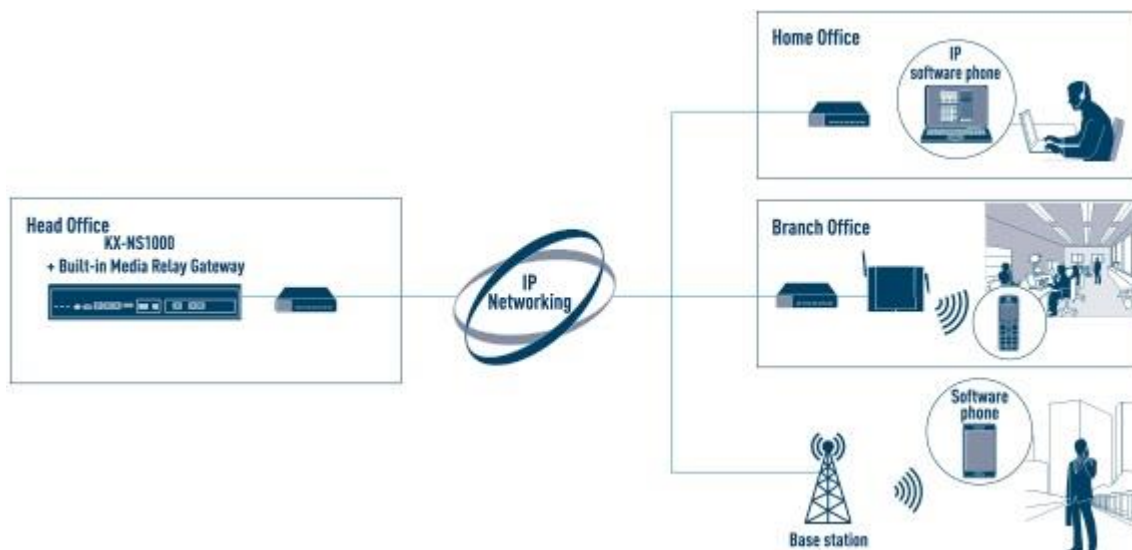 Home Office
IP
software phone
Head Office
KX-NS1000
+ Built-in Media Relay Gateway
IP
Networking
Branch Office
Software
phone
Base station